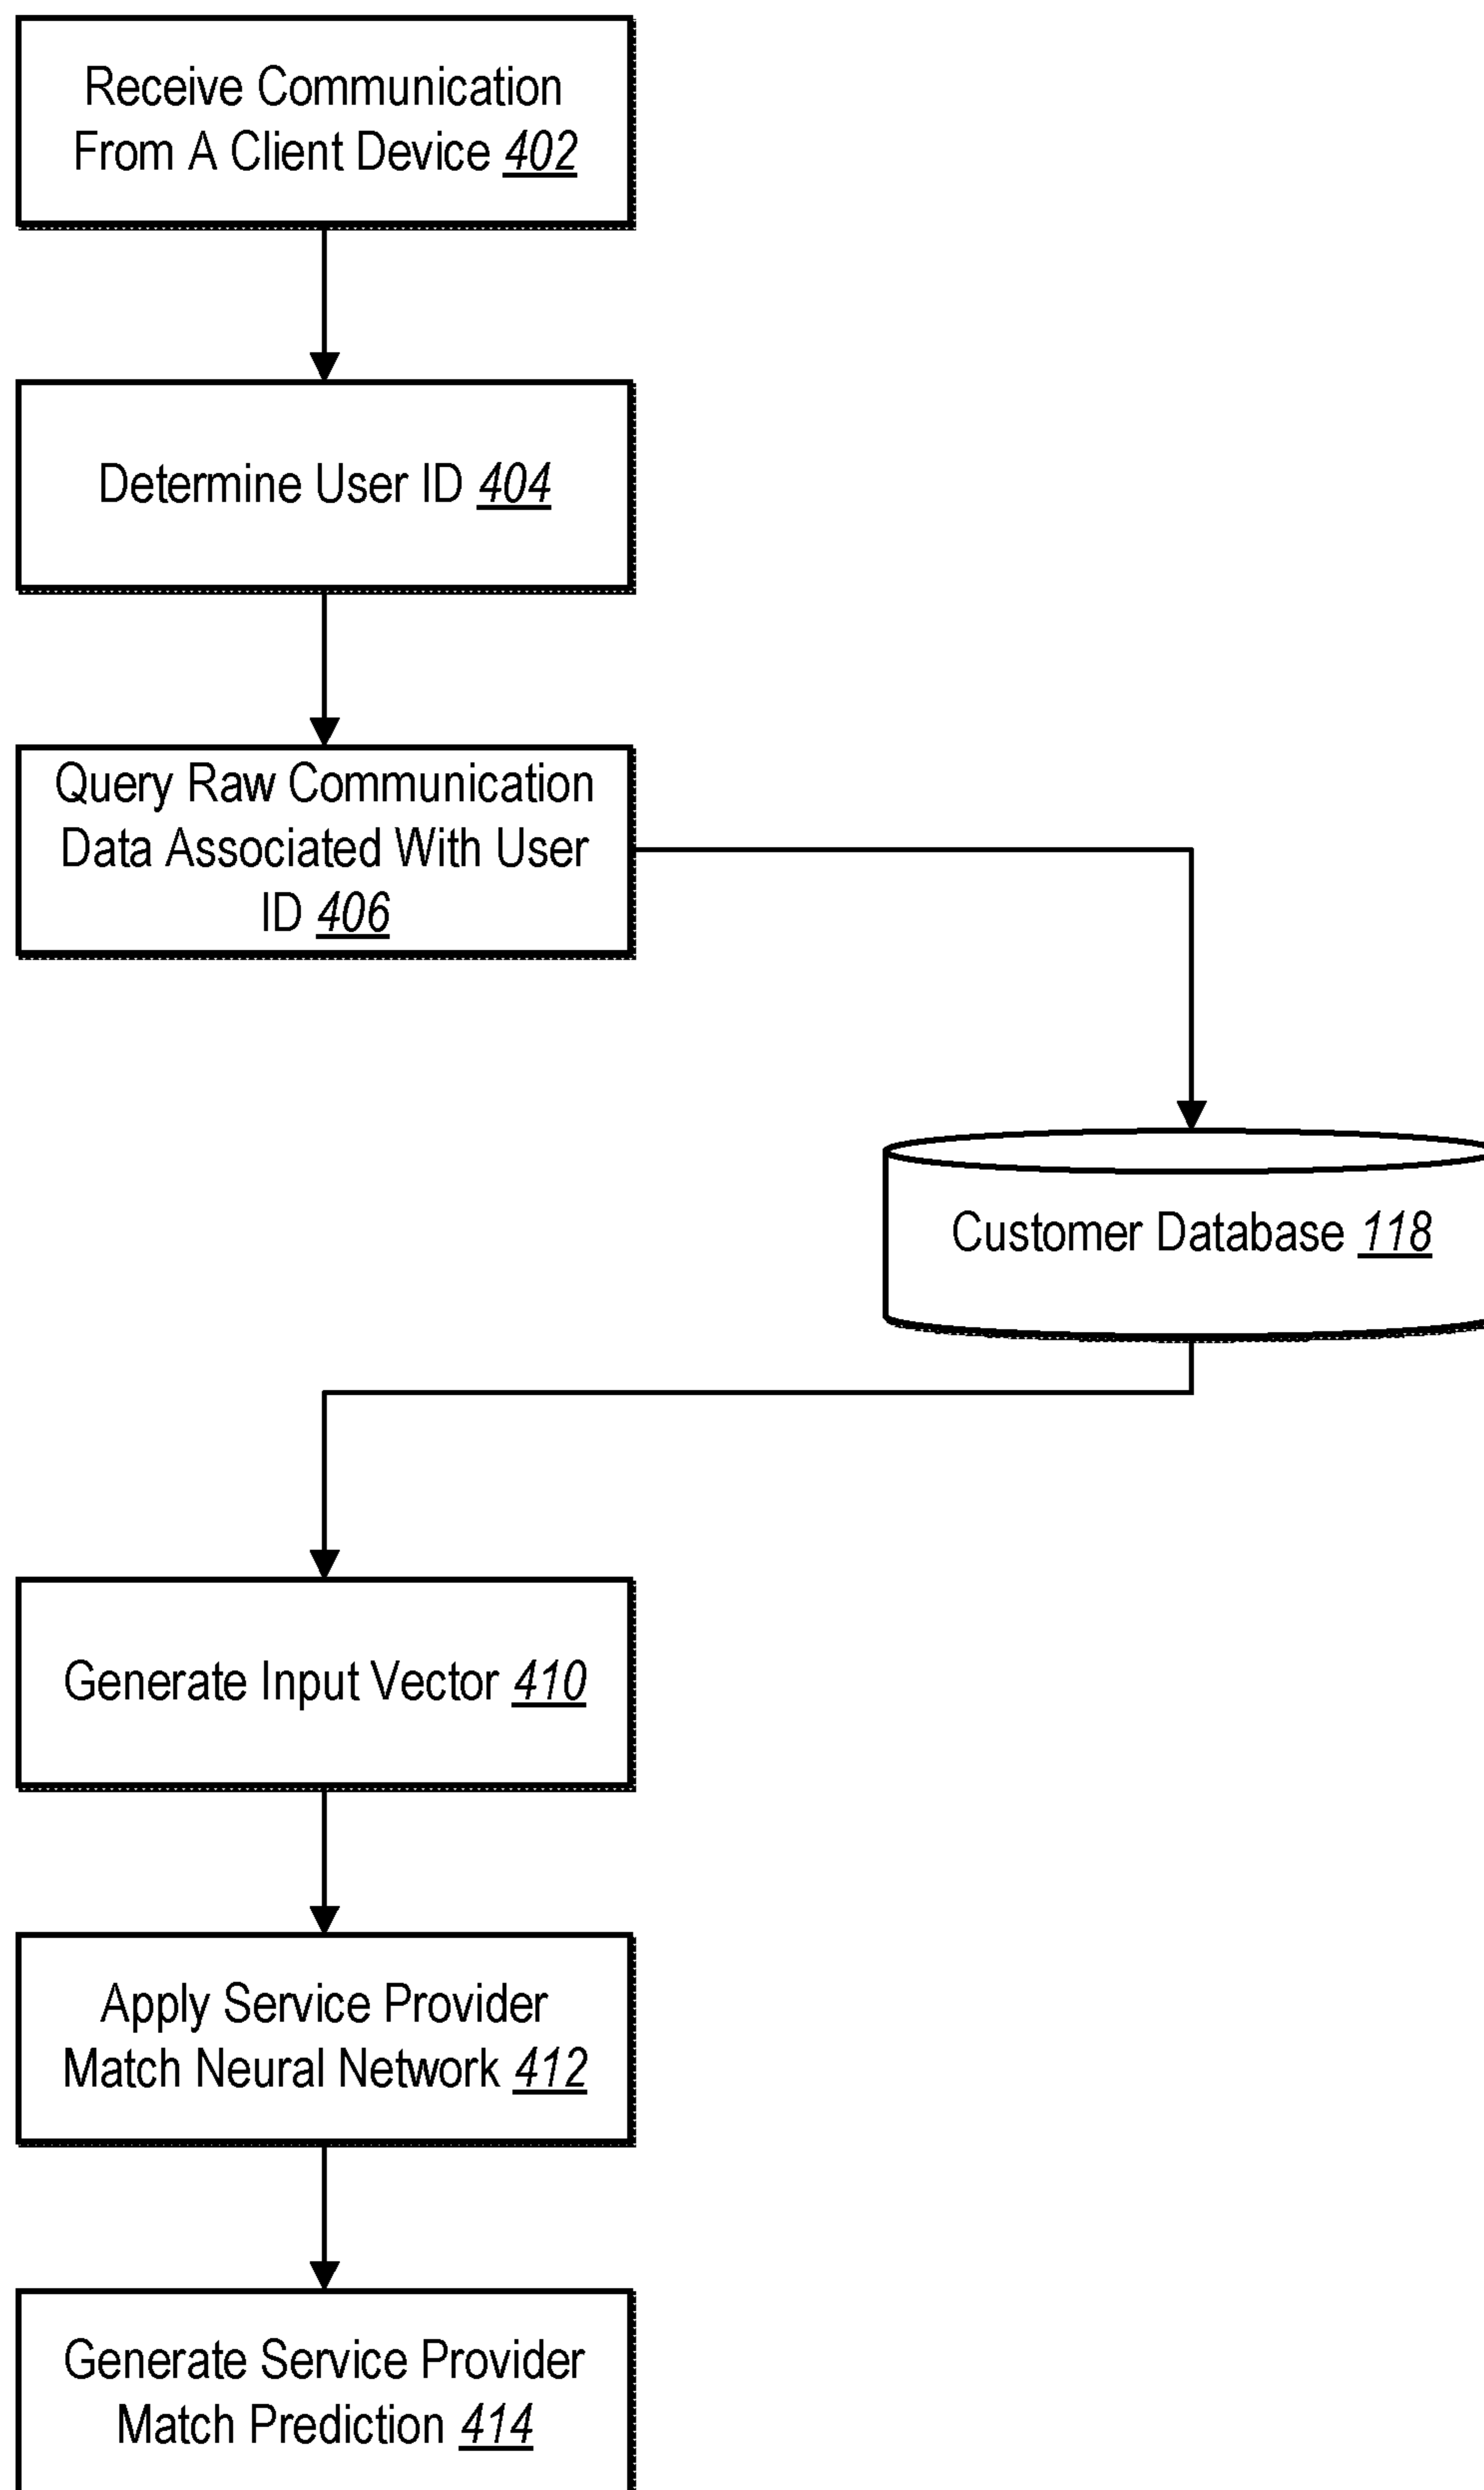 Receive Communication
From A Client Device 402
Determine User ID 404
Query Raw Communication
Data Associated With User
ID 406
Customer Database 118
Generate Input Vector 410
Apply Service Provider
Match Neural Network 412
Generate Service Provider
Match Prediction 414